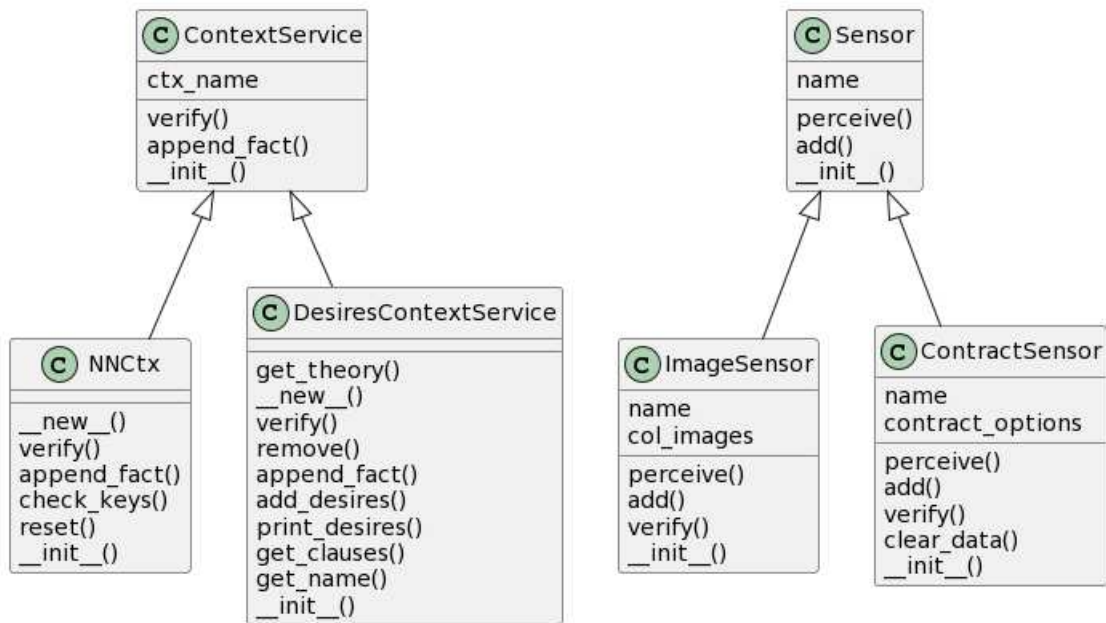 C ContextService
ctx_name
verify()
append_fact()
__init__()
C Sensor
name
perceive()
add()
__init__()
C NNCtx
__new__()
verify()
append_fact()
check_keys()
reset()
__init__()
C DesiresContextService
get_theory()
__new__()
verify()
remove()
append_fact()
add_desires()
print_desires()
get_clauses()
get_name()
__init__()
C ImageSensor
name
col_images
perceive()
add()
verify()
__init__()
C ContractSensor
name
contract_options
perceive()
add()
verify()
clear_data()
__init__()